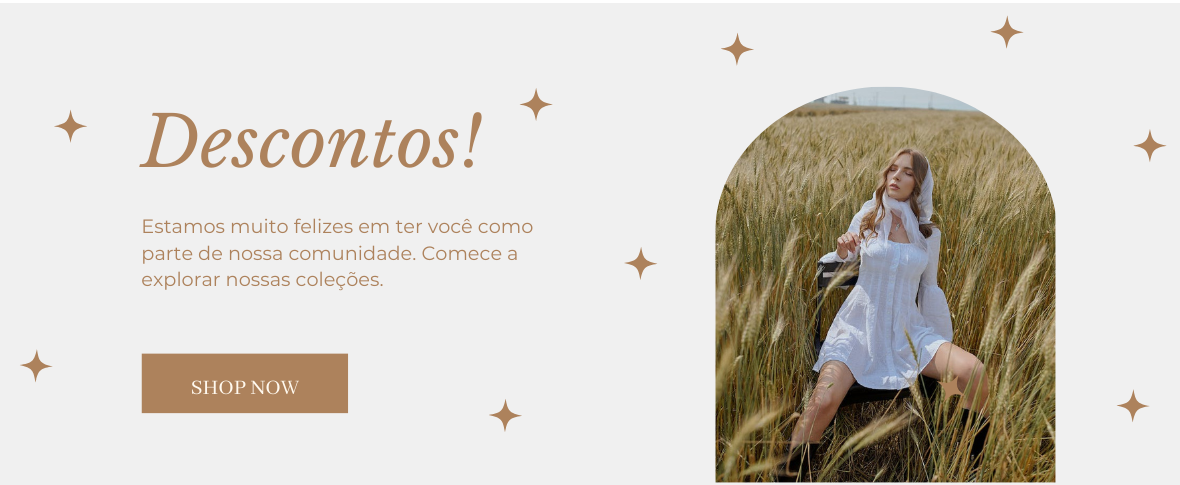 Descontos!
Estamos muito felizes em ter você como
parte de nossa comunidade. Comece a
explorar nossas coleções.
SHOP NOW